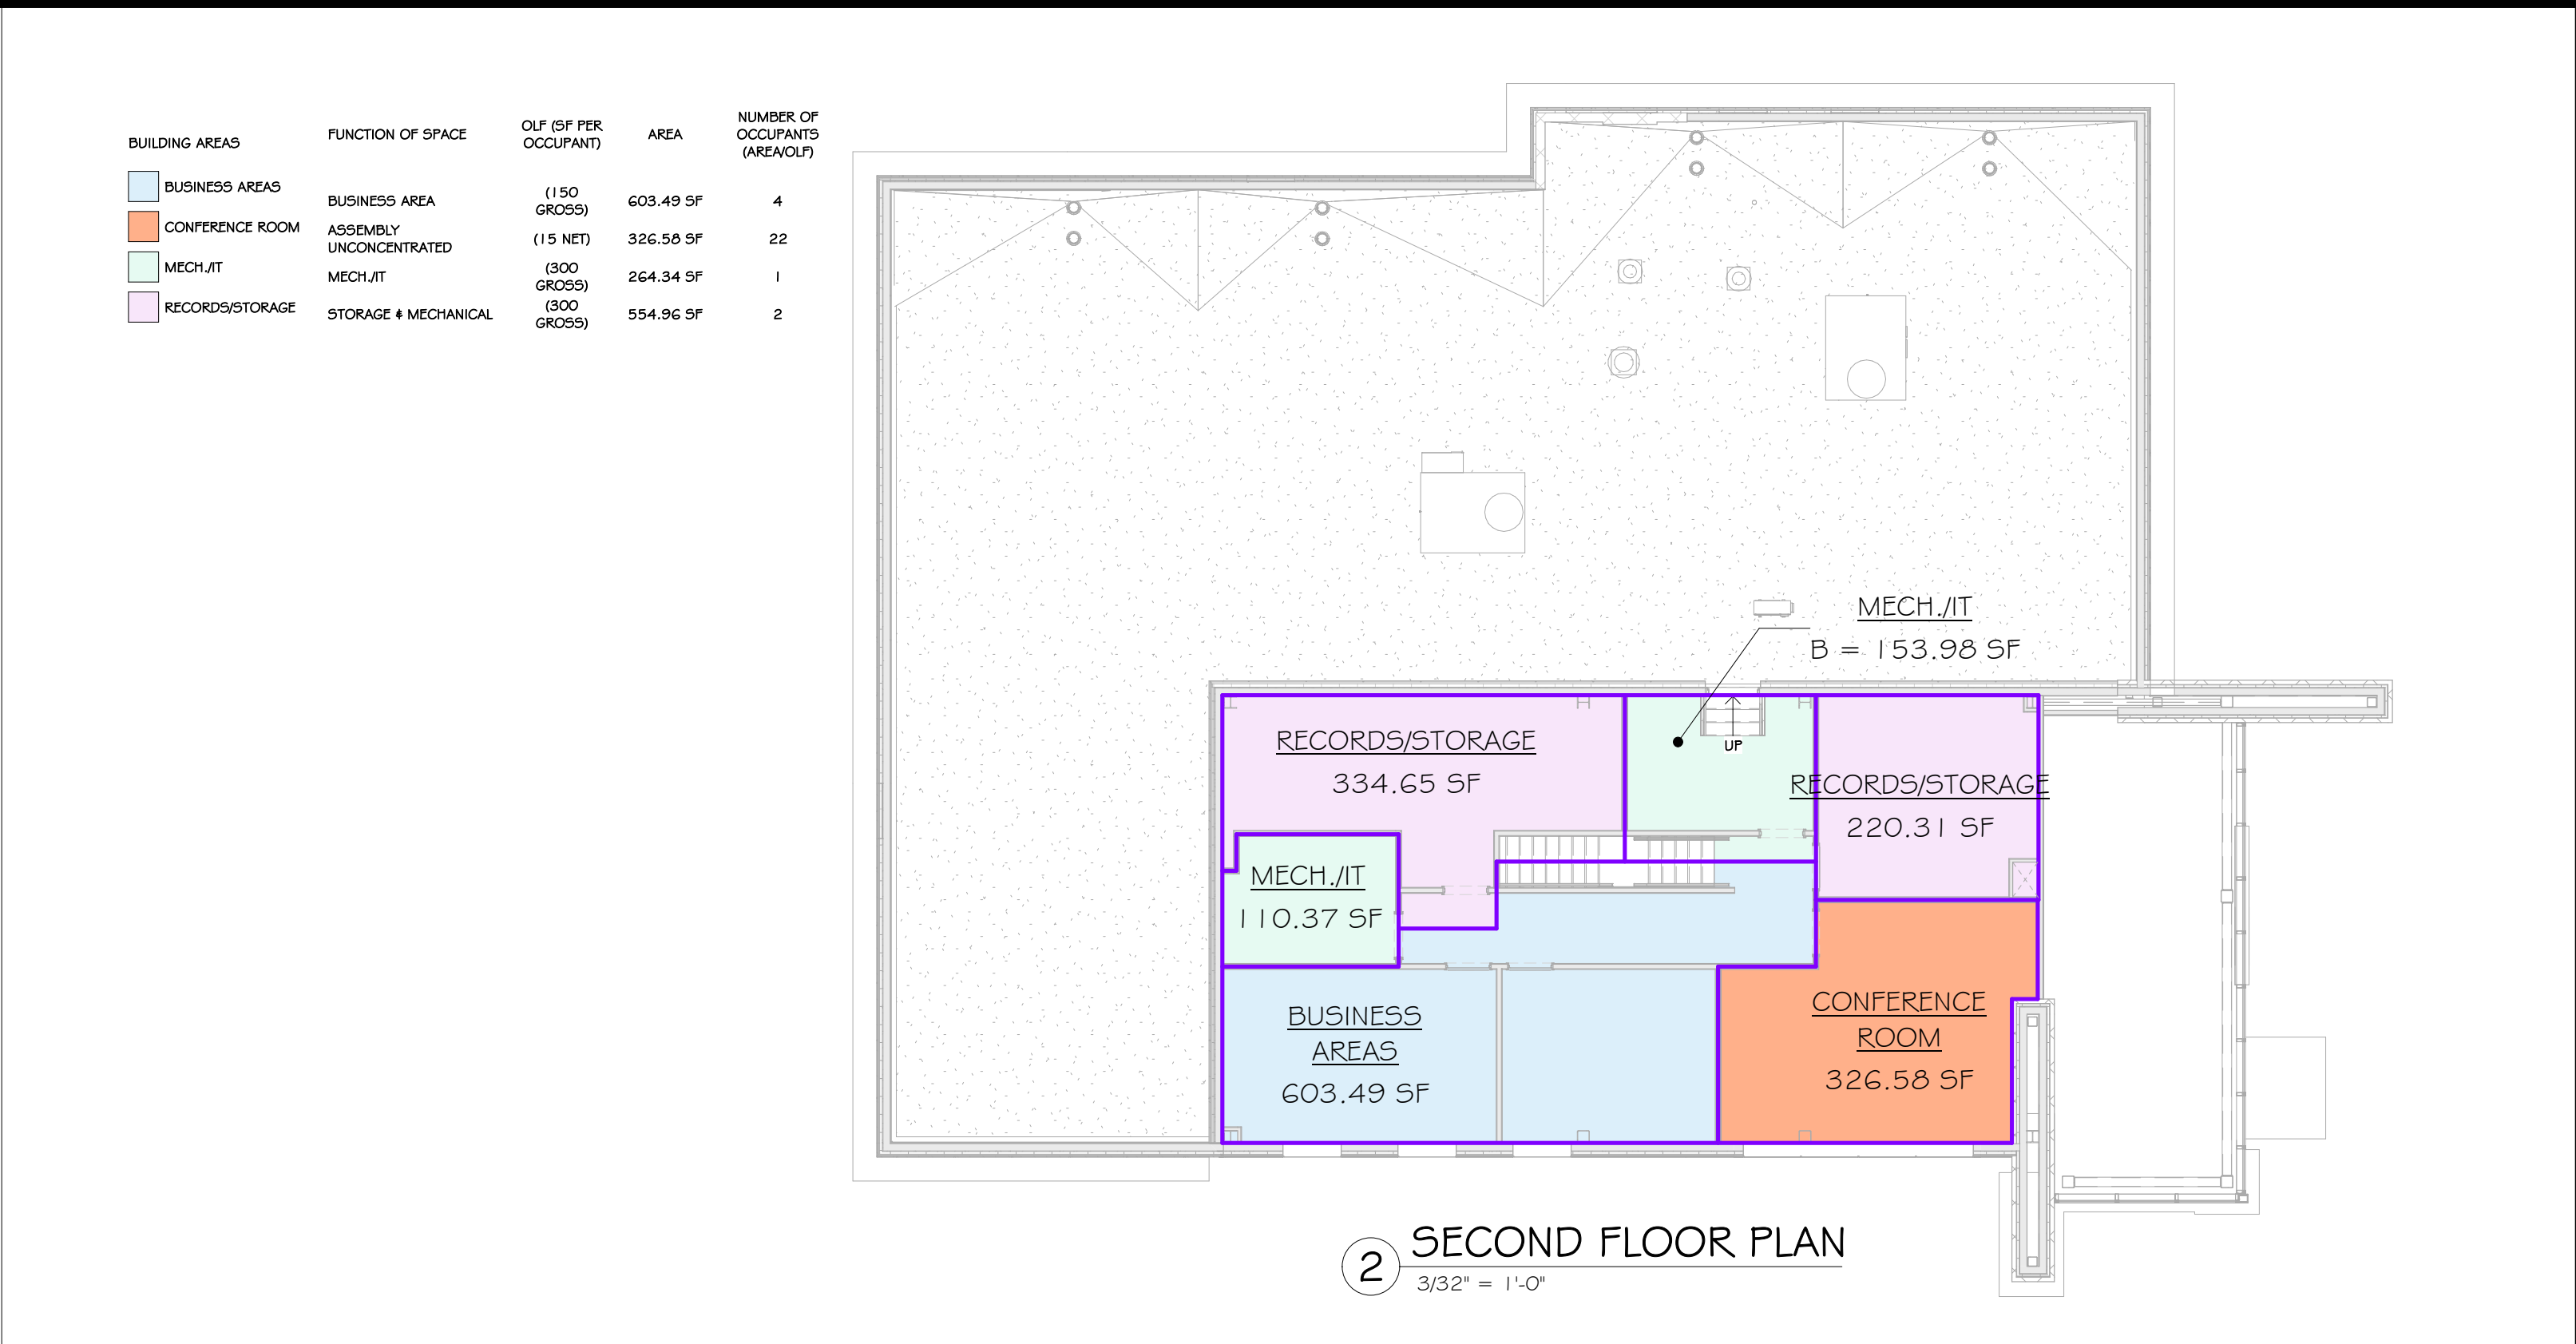 BUILDING AREAS
FUNCTION OF SPACE
OLF (SF PER
OCCUPANT)
AREA
NUMBER OF
OCCUPANTS
(AREA/OLF)
BUSINESS AREAS
BUSINESS AREA
(150
GROSS)
603.49 SF
4
CONFERENCE ROOM
ASSEMBLY
UNCONCENTRATED
(15 NET)
326.58 SF
22
MECH./IT
MECH./IT
(300
GROSS)
264.34 SF
1
RECORDS/STORAGE
STORAGE & MECHANICAL
(300
GROSS)
554.96 SF
2
MECH./IT
B = 153.98 SF
RECORDS/STORAGE
334.65 SF
UP
RECORDS/STORAGE
220.31 SF
MECH./IT
110.37 SF
BUSINESS
AREAS
603.49 SF
CONFERENCE
ROOM
326.58 SF
2
SECOND FLOOR PLAN
3/32" = 1'-0"